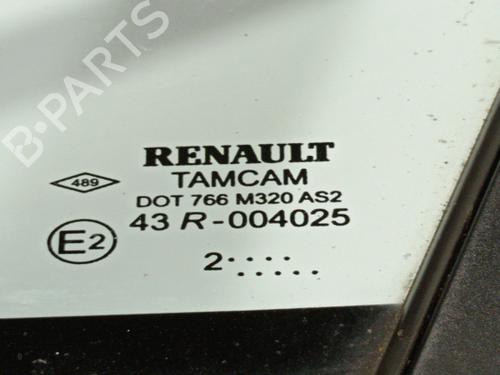 B-PARTS
RENAULT
489 TAMCAM
DOT 766 M320 AS2
E2 43 R-004025
2·········